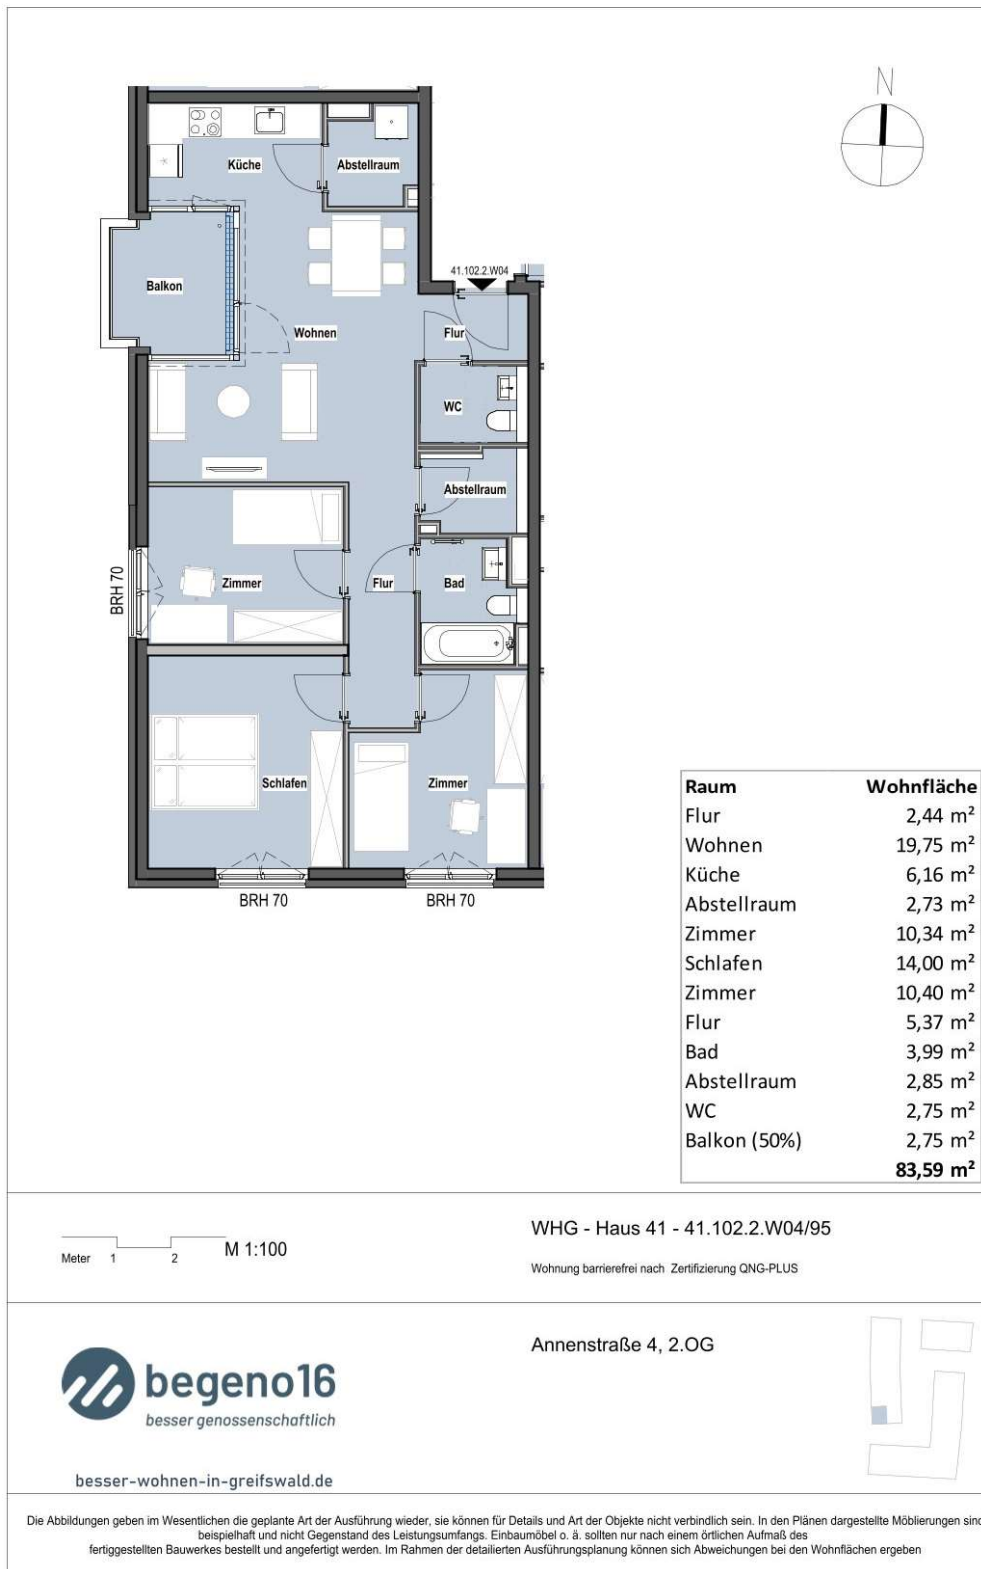 N
Küche
Abstellraum
41.102.2.W04
Balkon
Wohnen
Flur
WC
Abstellraum
BRH 70
Zimmer
Flur
Bad
Schlafen
Zimmer
BRH 70
BRH 70
Raum Wohnfläche
Flur 2,44 m²
Wohnen 19,75 m²
Küche 6,16 m²
Abstellraum 2,73 m²
Zimmer 10,34 m²
Schlafen 14,00 m²
Zimmer 10,40 m²
Flur 5,37 m²
Bad 3,99 m²
Abstellraum 2,85 m²
WC 2,75 m²
Balkon (50%) 2,75 m²
83,59 m²
Meter 1 2 M 1:100
WHG - Haus 41 - 41.102.2.W04/95
Wohnung barrierefrei nach Zertifizierung QNG-PLUS
Annenstraße 4, 2.OG
begeno16
besser genossenschaftlich
besser-wohnen-in-greifswald.de
Die Abbildungen geben im Wesentlichen die geplante Art der Ausführung wieder, sie können für Details und Art der Objekte nicht verbindlich sein. In den Plänen dargestellte Möblierungen sind
beispielhaft und nicht Gegenstand des Leistungsumfangs. Einbaumöbel o. ä. sollten nur nach einem örtlichen Aufmaß des
fertiggestellten Bauwerkes bestellt und angefertigt werden. Im Rahmen der detailierten Ausführungsplanung können sich Abweichungen bei den Wohnflächen ergeben